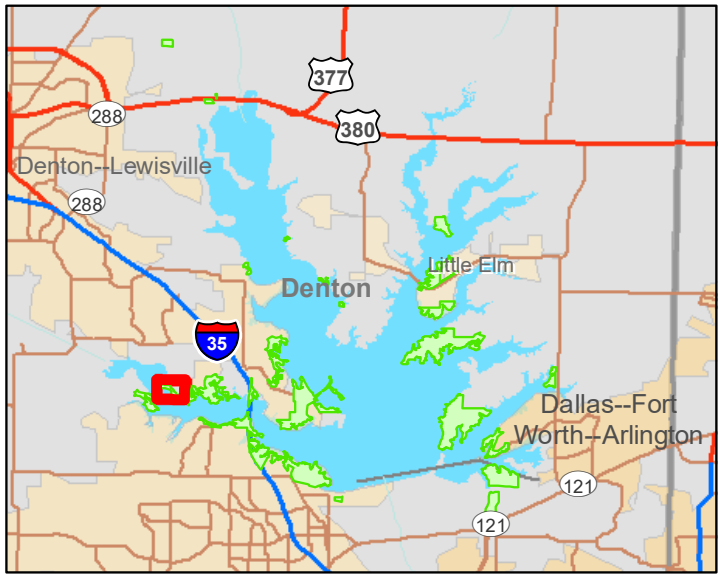 377
288
380
Denton--Lewisville
288
Little Elm
Denton
35
Dallas--Fort
Worth--Arlington
121
121